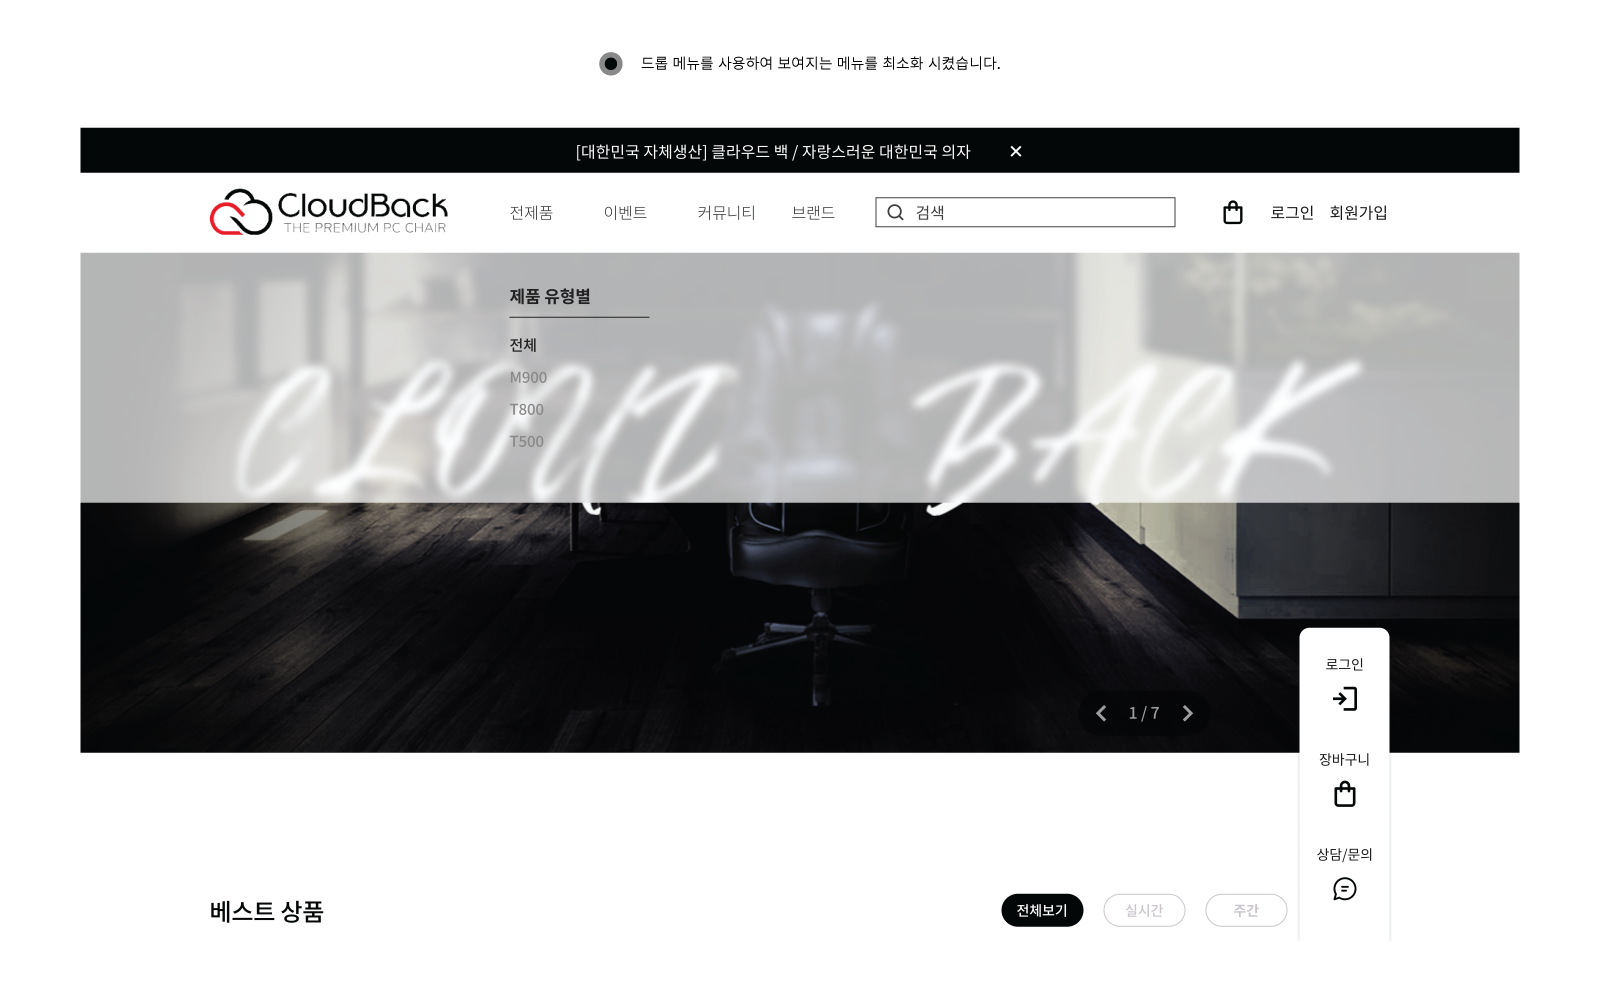 드롭 메뉴를 사용하여 보여지는 메뉴를 최소화 시켰습니다.
[대한민국 자체생산] 클라우드 백 / 자랑스러운 대한민국 의자
CloudBack
THE PREMIUM PC CHAIR
전제품 이벤트 커뮤니티 브랜드 검색 로그인 회원가입
제품 유형별
전체
M900
T800
T500
CLOUD BACK
1 / 7
로그인
장바구니
상담/문의
베스트 상품 전체보기 실시간 주간